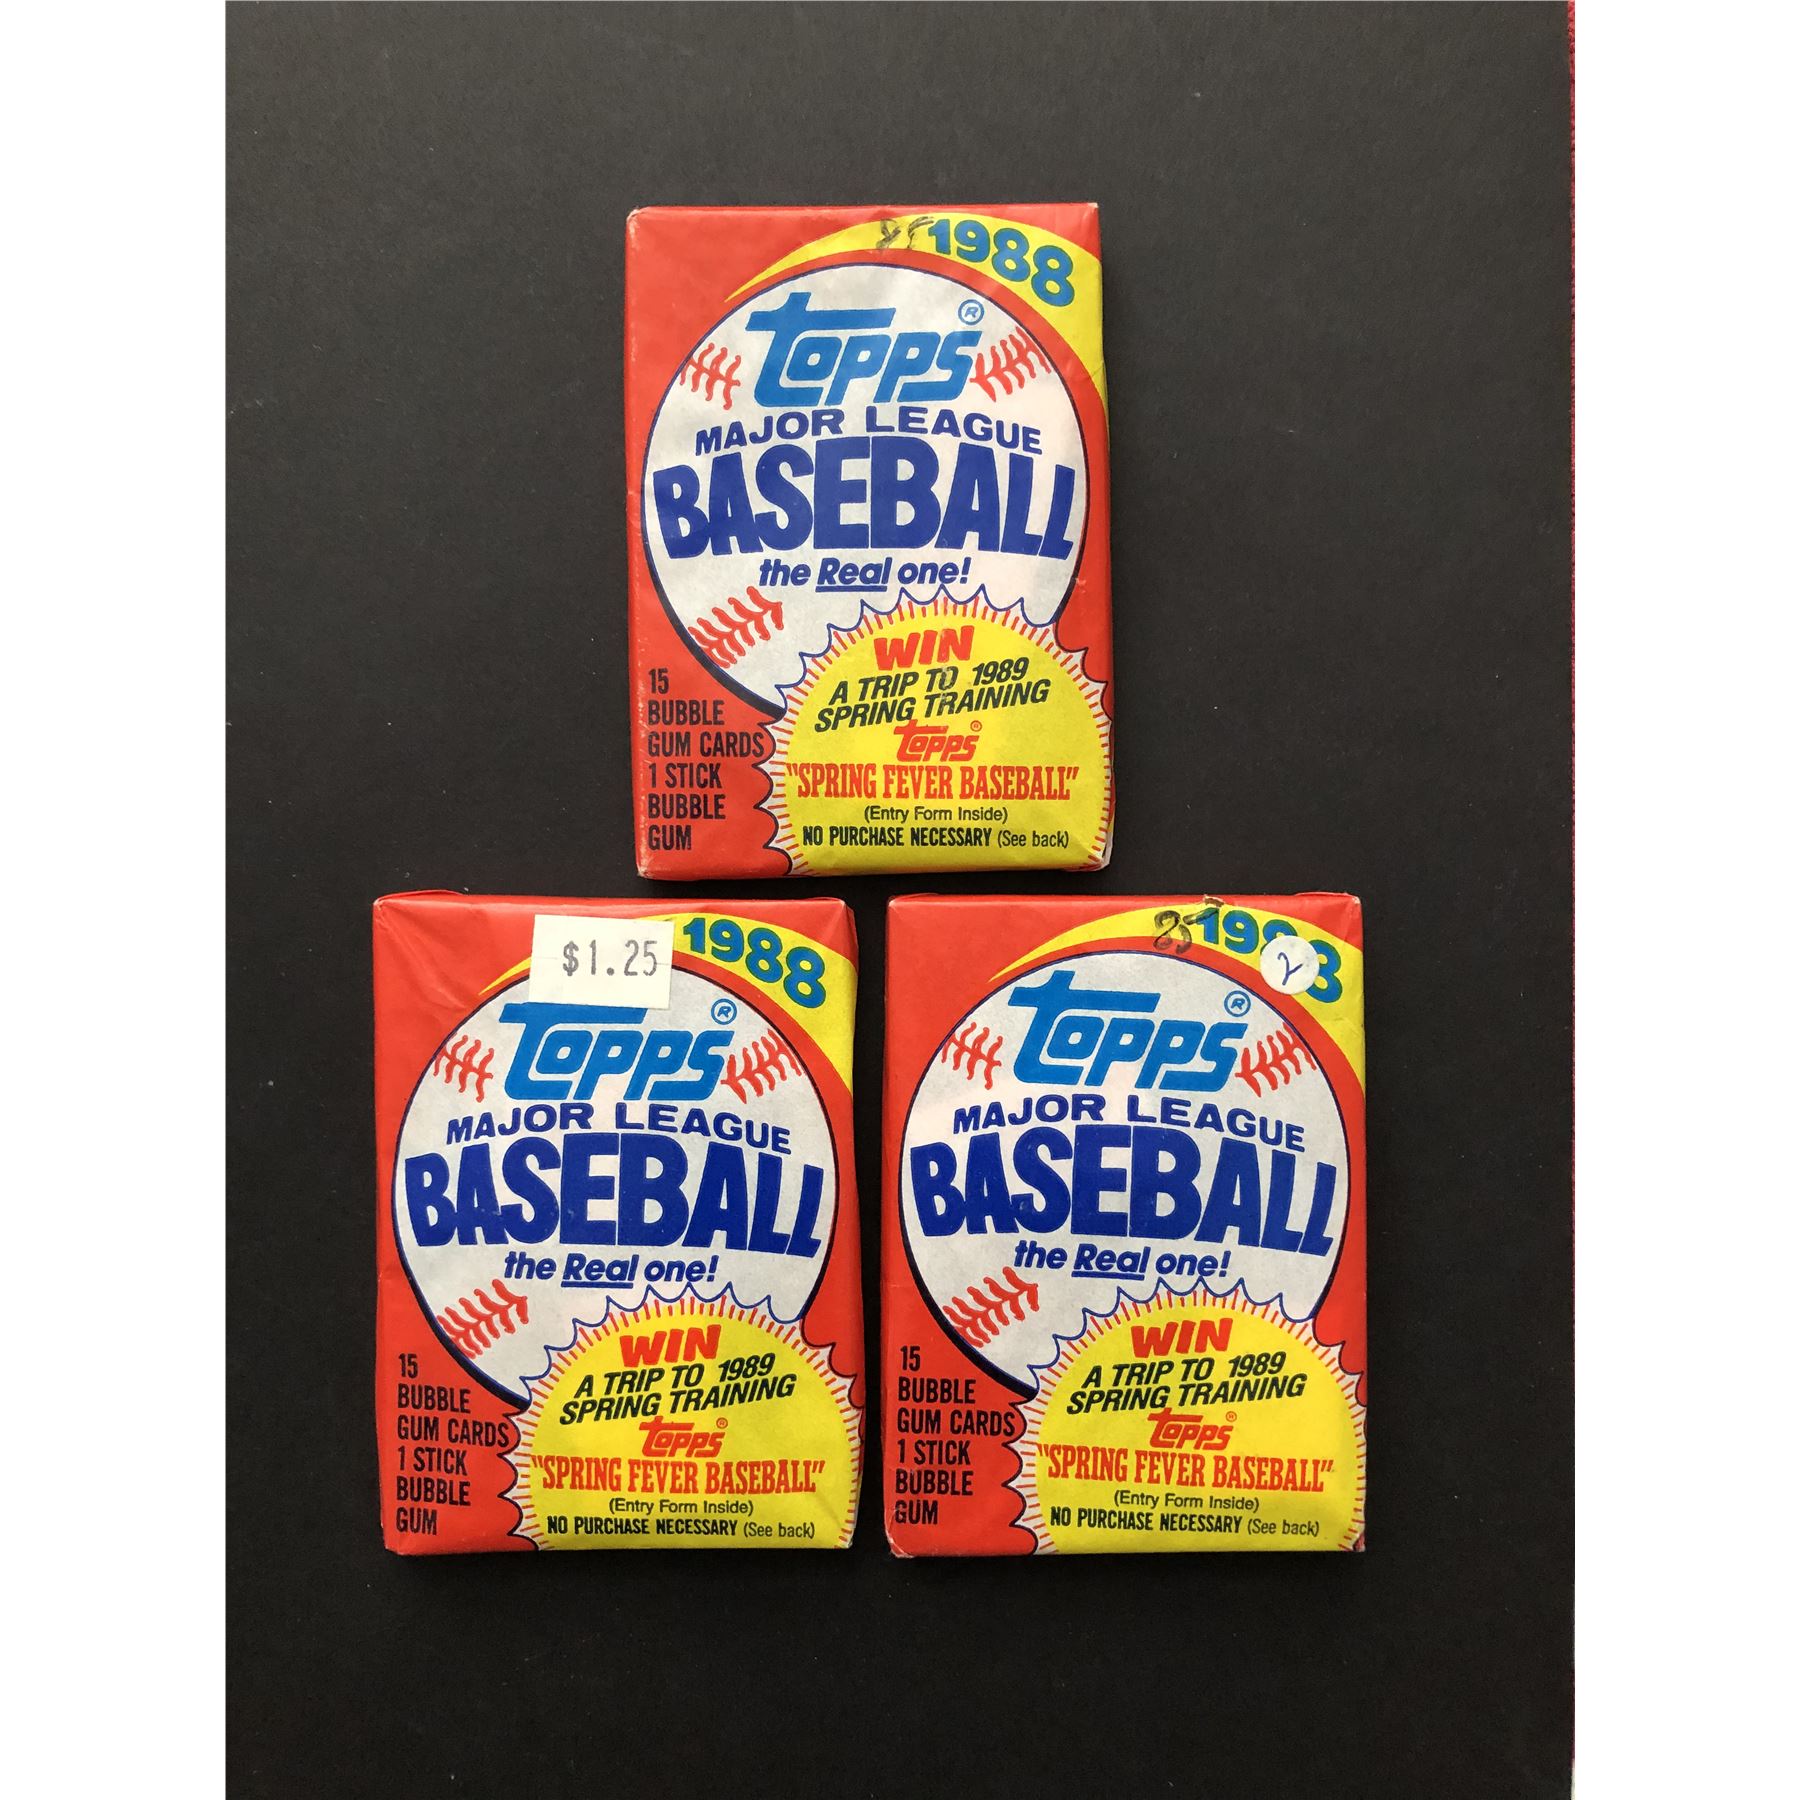 85 1988
Topps®
MAJOR LEAGUE
BASEBALL
the Real one!
WIN
A TRIP TO 1989
SPRING TRAINING
Topps®
"SPRING FEVER BASEBALL"
(Entry Form Inside)
NO PURCHASE NECESSARY (See back)
15
BUBBLE
GUM CARDS
1 STICK
BUBBLE
GUM
$1.25
1988
Topps®
MAJOR LEAGUE
BASEBALL
the Real one!
WIN
A TRIP TO 1989
SPRING TRAINING
Topps®
"SPRING FEVER BASEBALL"
(Entry Form Inside)
NO PURCHASE NECESSARY (See back)
15
BUBBLE
GUM CARDS
1 STICK
BUBBLE
GUM
85 1988
2
Topps®
MAJOR LEAGUE
BASEBALL
the Real one!
WIN
A TRIP TO 1989
SPRING TRAINING
Topps®
"SPRING FEVER BASEBALL"
(Entry Form Inside)
NO PURCHASE NECESSARY (See back)
15
BUBBLE
GUM CARDS
1 STICK
BUBBLE
GUM